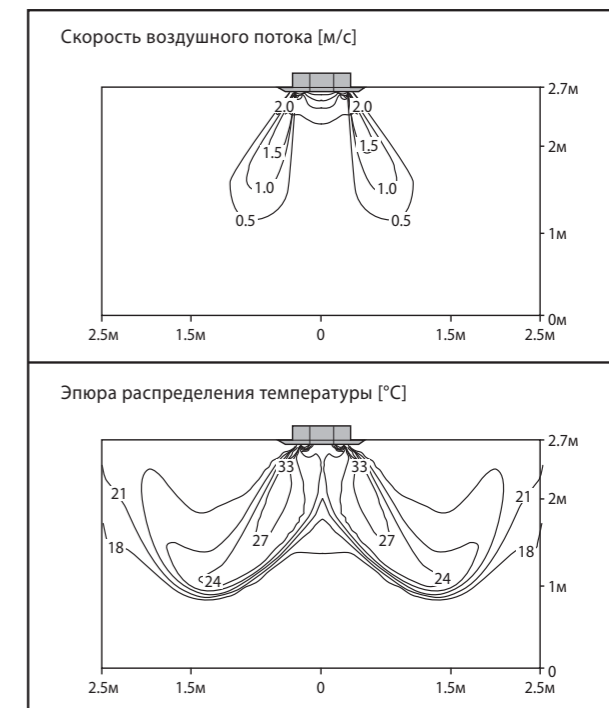 Скорость воздушного потока [м/с]
2.7м
2.0 2.0
2м
1.5 1.5
1.0 1.0
0.5 0.5
1м
0м
2.5м 1.5м 0 1.5м 2.5м
Эпюра распределения температуры [°C]
2.7м
33 33
21 21
2м
27 27
18 18
24 24
1м
0
2.5м 1.5м 0 1.5м 2.5м